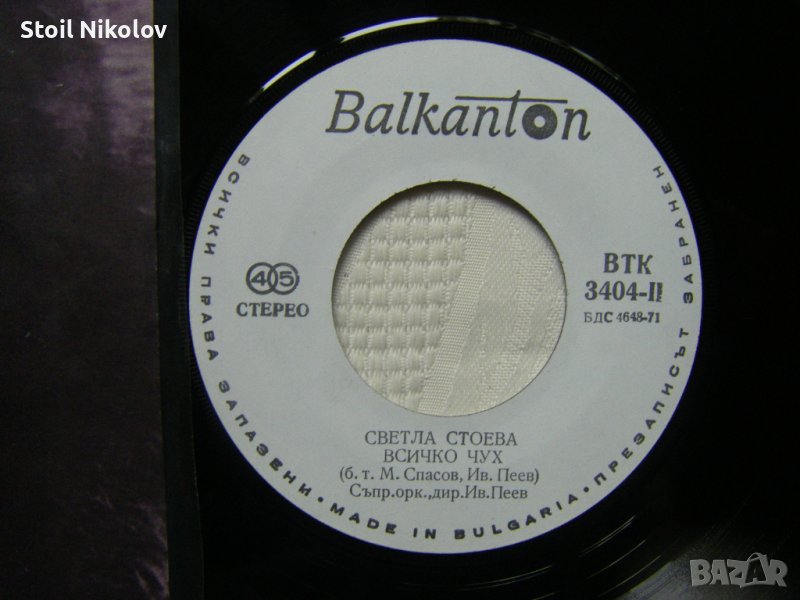 Stoil Nikolov
Balkanton
45
СТЕРЕО
ВТК
3404-II
БДС 4648-71
СВЕТЛА СТОЕВА
ВСИЧКО ЧУХ
(б. т. М. Спасов, Ив. Пеев)
Съпр.орк.,дир.Ив.Пеев
ВСИЧКИ ПРАВА ЗАПАЗЕНИ • MADE IN BULGARIA • ПРЕЗАПИСЪТ ЗАБРАНЕН
BAZAR